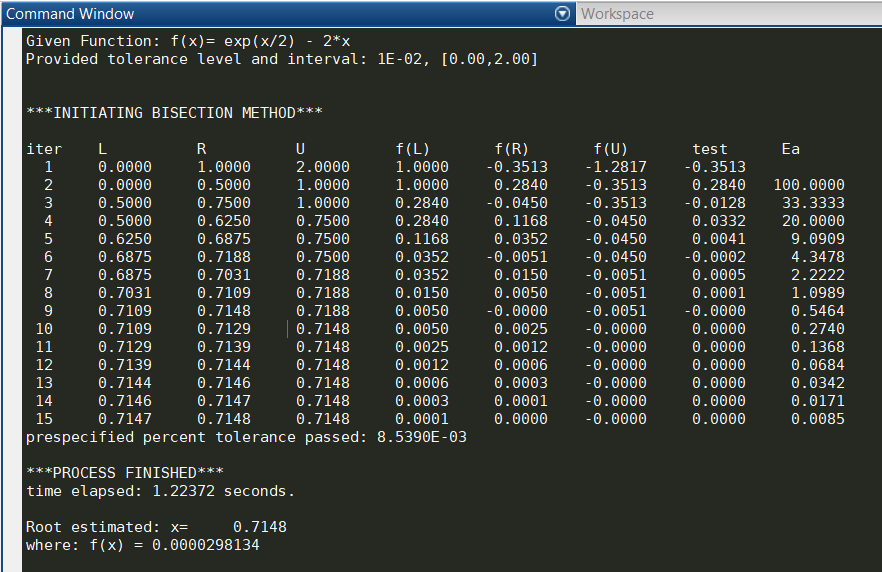 Command Window
Workspace
Given Function: f(x)= exp(x/2) - 2*x
Provided tolerance level and interval: 1E-02, [0.00,2.00]
***INITIATING BISECTION METHOD***
iter L R U f(L) f(R) f(U) test Ea
1 0.0000 1.0000 2.0000 1.0000 -0.3513 -1.2817 -0.3513
2 0.0000 0.5000 1.0000 1.0000 0.2840 -0.3513 0.2840 100.0000
3 0.5000 0.7500 1.0000 0.2840 -0.0450 -0.3513 -0.0128 33.3333
4 0.5000 0.6250 0.7500 0.2840 0.1168 -0.0450 0.0332 20.0000
5 0.6250 0.6875 0.7500 0.1168 0.0352 -0.0450 0.0041 9.0909
6 0.6875 0.7188 0.7500 0.0352 -0.0051 -0.0450 -0.0002 4.3478
7 0.6875 0.7031 0.7188 0.0352 0.0150 -0.0051 0.0005 2.2222
8 0.7031 0.7109 0.7188 0.0150 0.0050 -0.0051 0.0001 1.0989
9 0.7109 0.7148 0.7188 0.0050 -0.0000 -0.0051 -0.0000 0.5464
10 0.7109 0.7129 0.7148 0.0050 0.0025 -0.0000 0.0000 0.2740
11 0.7129 0.7139 0.7148 0.0025 0.0012 -0.0000 0.0000 0.1368
12 0.7139 0.7144 0.7148 0.0012 0.0006 -0.0000 0.0000 0.0684
13 0.7144 0.7146 0.7148 0.0006 0.0003 -0.0000 0.0000 0.0342
14 0.7146 0.7147 0.7148 0.0003 0.0001 -0.0000 0.0000 0.0171
15 0.7147 0.7148 0.7148 0.0001 0.0000 -0.0000 0.0000 0.0085
prespecified percent tolerance passed: 8.5390E-03
***PROCESS FINISHED***
time elapsed: 1.22372 seconds.
Root estimated: x= 0.7148
where: f(x) = 0.0000298134